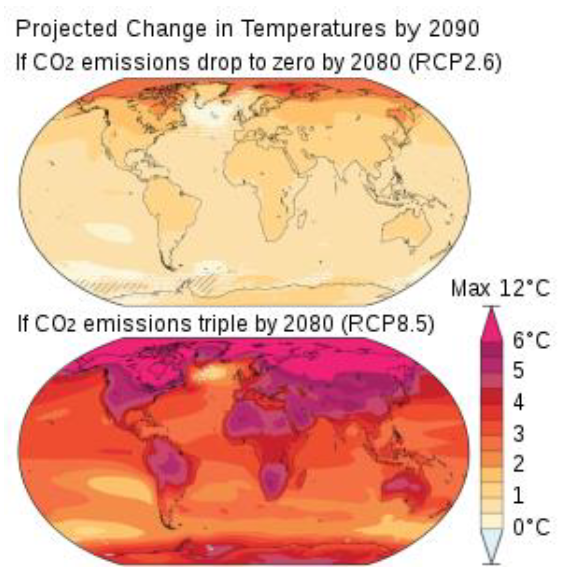 Projected Change in Temperatures by 2090
If CO2 emissions drop to zero by 2080 (RCP2.6)
Max 12°C
If CO2 emissions triple by 2080 (RCP8.5)
6°C
5
4
3
2
1
0°C